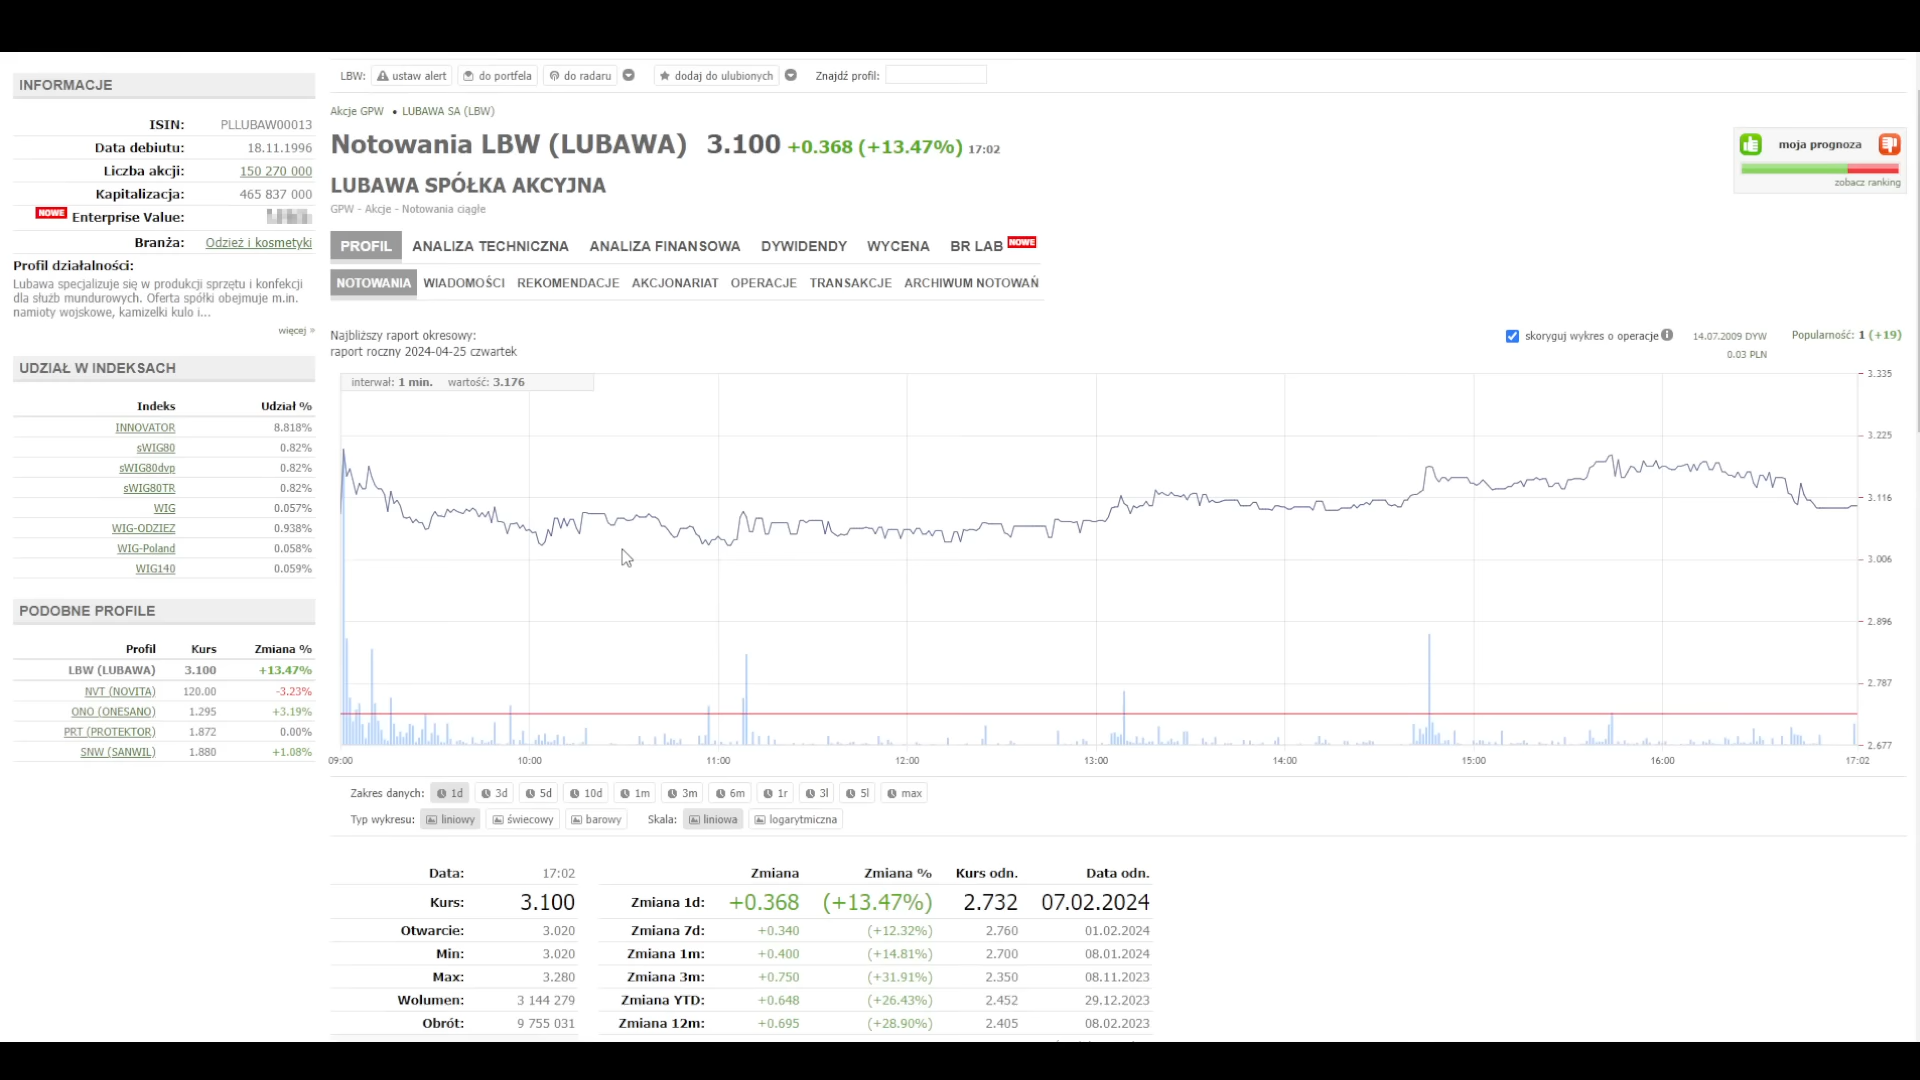 INFORMACJE
ISIN: PLLUBAW00013
Data debiutu: 18.11.1996
Liczba akcji: 150 270 000
Kapitalizacja: 465 837 000
NOWE Enterprise Value:
Branża: Odzież i kosmetyki
Profil działalności:
Lubawa specjalizuje się w produkcji sprzętu i konfekcji
dla służb mundurowych. Oferta spółki obejmuje m.in.
namioty wojskowe, kamizelki kulo i...
więcej »
UDZIAŁ W INDEKSACH
Indeks Udział %
INNOVATOR 8.818%
sWIG80 0.82%
sWIG80dvp 0.82%
sWIG80TR 0.82%
WIG 0.057%
WIG-ODZIEZ 0.938%
WIG-Poland 0.058%
WIG140 0.059%
PODOBNE PROFILE
Profil Kurs Zmiana %
LBW (LUBAWA) 3.100 +13.47%
NVT (NOVITA) 120.00 -3.23%
ONO (ONESANO) 1.295 +3.19%
PRT (PROTEKTOR) 1.872 0.00%
SNW (SANWIL) 1.880 +1.08%
LBW: ustaw alert do portfela do radaru dodaj do ulubionych Znajdź profil:
Akcje GPW • LUBAWA SA (LBW)
Notowania LBW (LUBAWA) 3.100 +0.368 (+13.47%) 17:02
LUBAWA SPÓŁKA AKCYJNA
GPW - Akcje - Notowania ciągłe
moja prognoza
zobacz ranking
PROFIL ANALIZA TECHNICZNA ANALIZA FINANSOWA DYWIDENDY WYCENA BR LAB NOWE
NOTOWANIA WIADOMOŚCI REKOMENDACJE AKCJONARIAT OPERACJE TRANSAKCJE ARCHIWUM NOTOWAŃ
Najbliższy raport okresowy:
raport roczny 2024-04-25 czwartek
skoryguj wykres o operacje 14.07.2009 DYW Popularność: 1 (+19)
0.03 PLN
interwał: 1 min. wartość: 3.176
3.335
3.225
3.116
3.006
2.896
2.787
2.677
09:00 10:00 11:00 12:00 13:00 14:00 15:00 16:00 17:02
Zakres danych: 1d 3d 5d 10d 1m 3m 6m 1r 3l 5l max
Typ wykresu: liniowy świecowy barowy Skala: liniowa logarytmiczna
Data: 17:02
Kurs: 3.100
Otwarcie: 3.020
Min: 3.020
Max: 3.280
Wolumen: 3 144 279
Obrót: 9 755 031
Zmiana Zmiana % Kurs odn. Data odn.
Zmiana 1d: +0.368 (+13.47%) 2.732 07.02.2024
Zmiana 7d: +0.340 (+12.32%) 2.760 01.02.2024
Zmiana 1m: +0.400 (+14.81%) 2.700 08.01.2024
Zmiana 3m: +0.750 (+31.91%) 2.350 08.11.2023
Zmiana YTD: +0.648 (+26.43%) 2.452 29.12.2023
Zmiana 12m: +0.695 (+28.90%) 2.405 08.02.2023